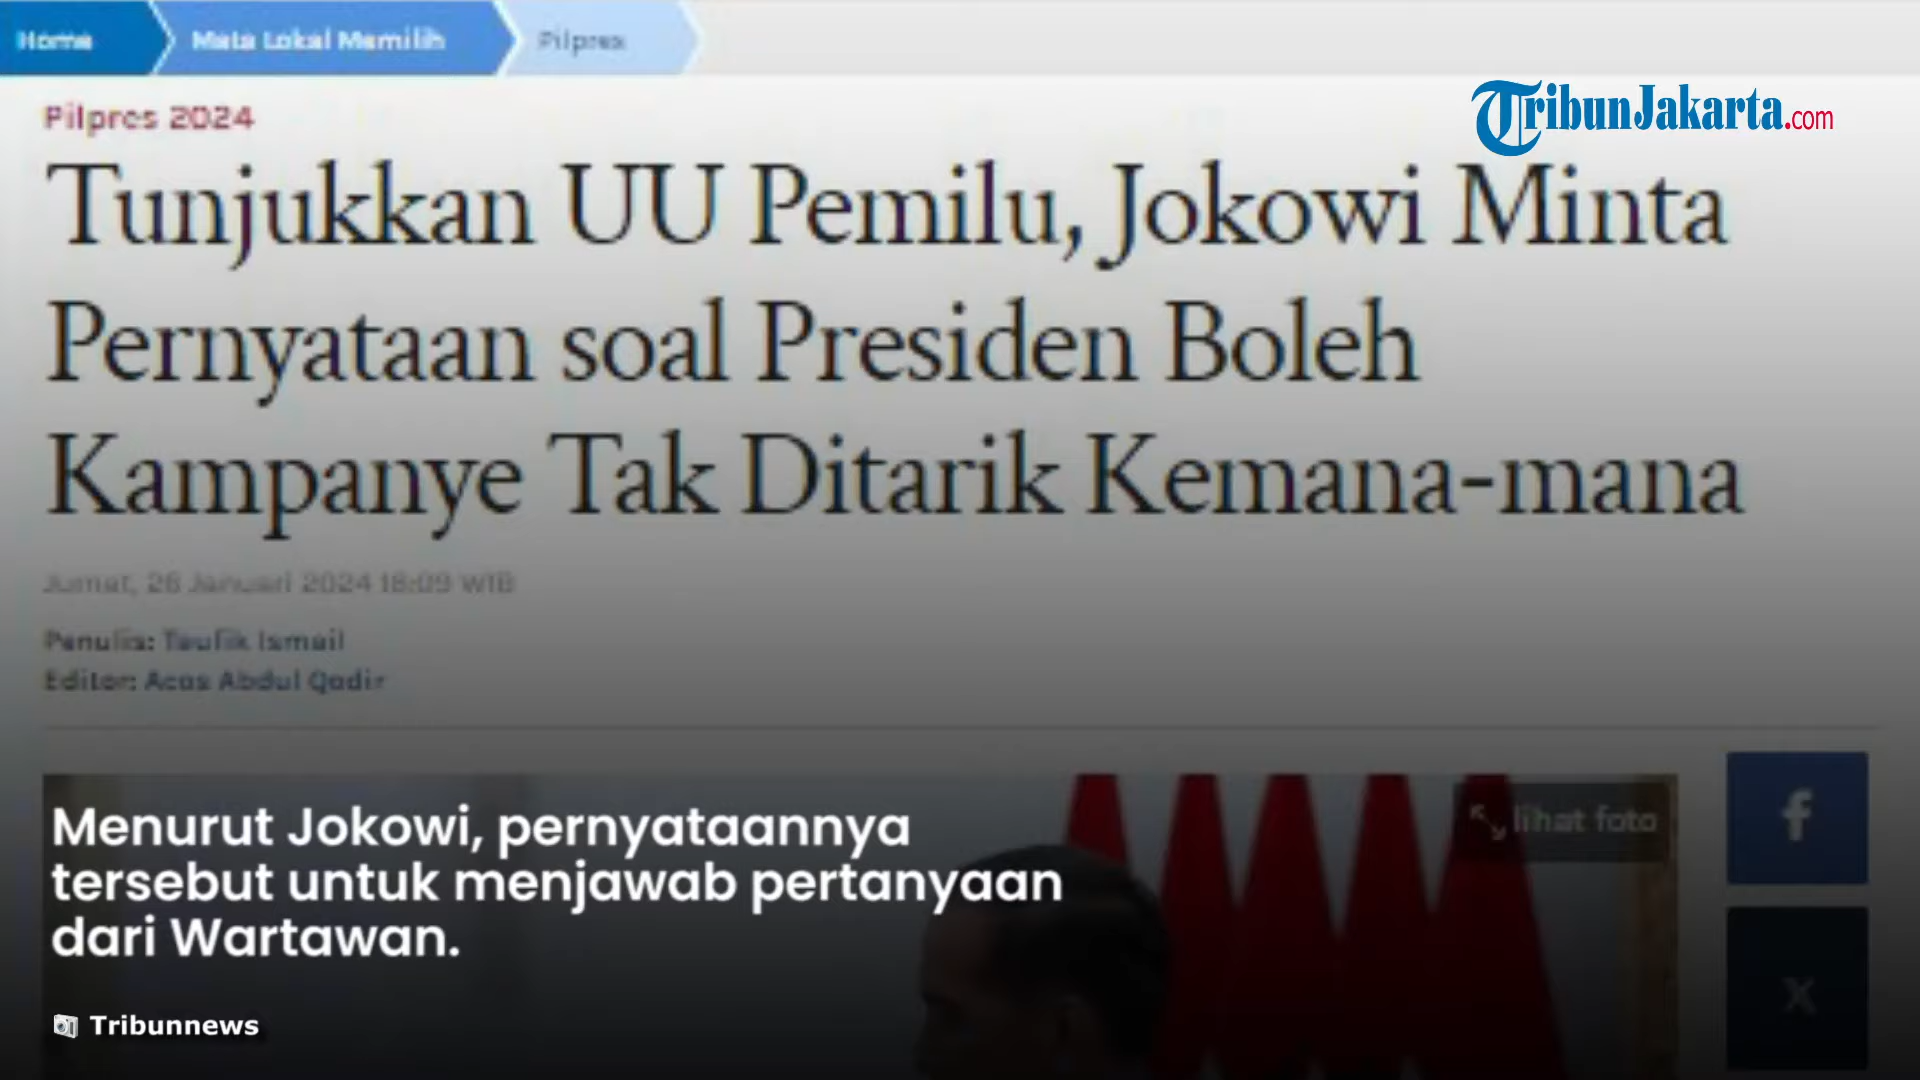 Home
Mata Lokal Memilih
Pilpres
TribunJakarta.com
Pilpres 2024
Tunjukkan UU Pemilu, Jokowi Minta
Pernyataan soal Presiden Boleh
Kampanye Tak Ditarik Kemana-mana
Jumat, 26 Januari 2024 18:09 WIB
Penulis: Taufik Ismail
Editor: Acos Abdul Qodir
lihat foto
f
X
Menurut Jokowi, pernyataannya
tersebut untuk menjawab pertanyaan
dari Wartawan.
Tribunnews